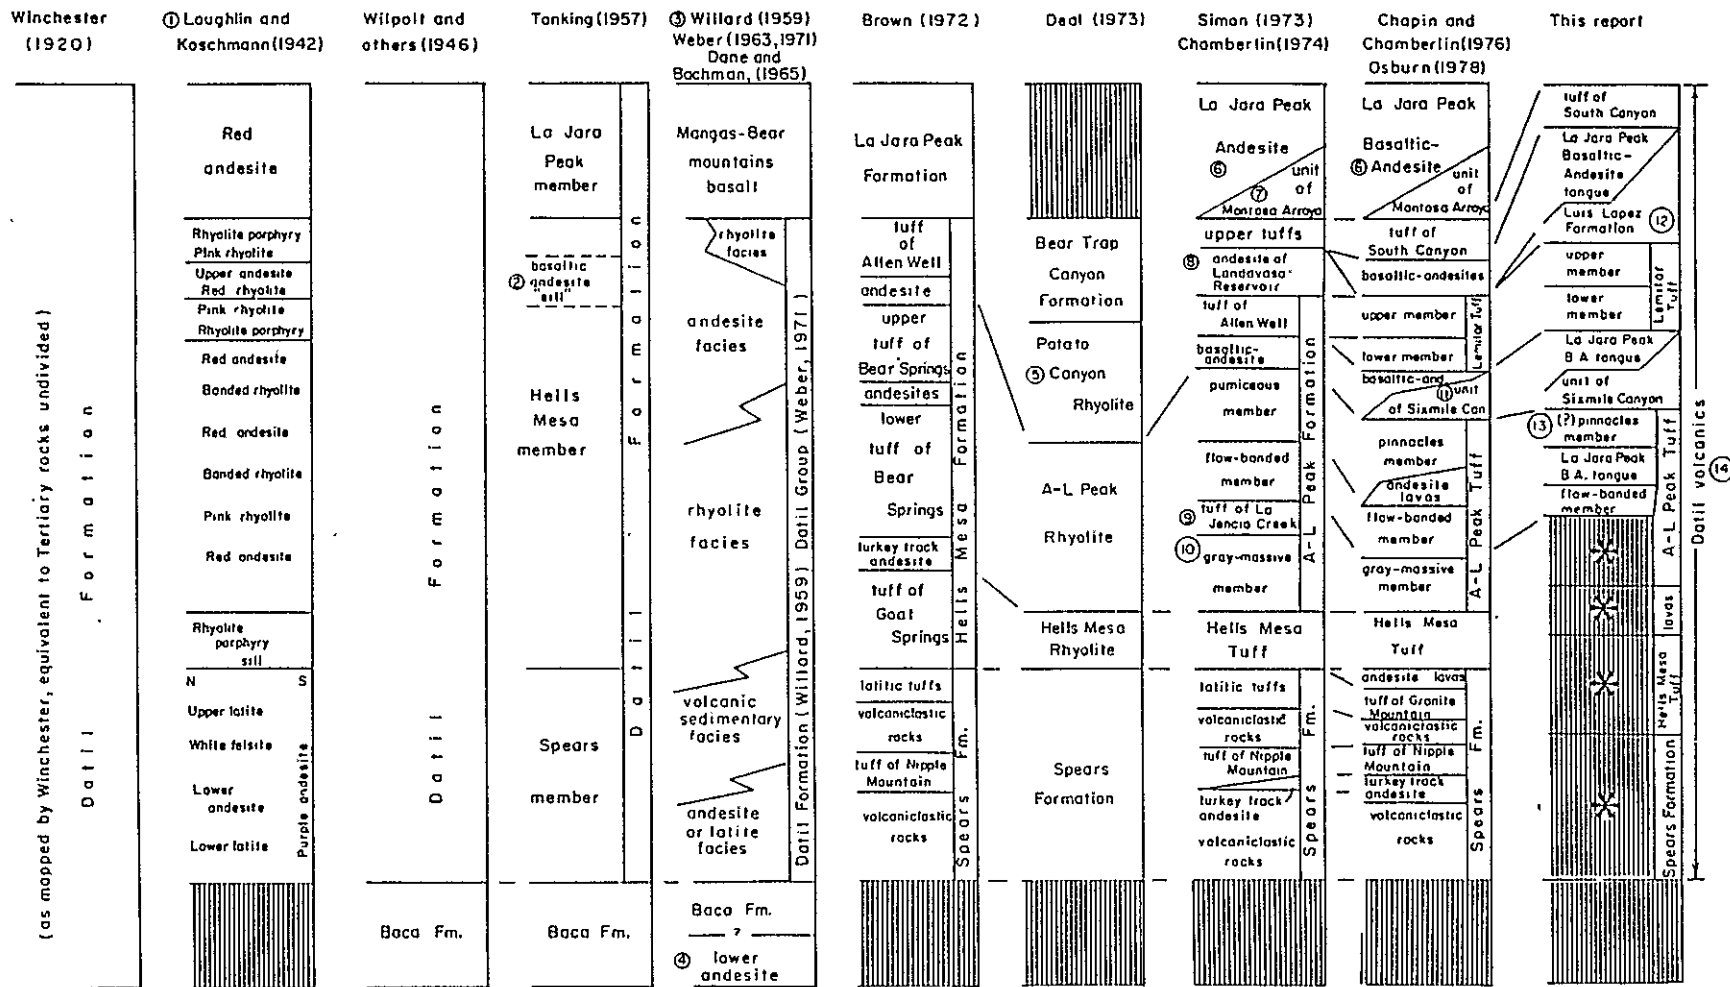 Winchester
(1920)
(as mapped by Winchester, equivalent to Tertiary rocks undivided)
Datil Formation
① Loughlin and
Koschmann(1942)
Red
andesite
Rhyolite porphyry
Pink rhyolite
Upper andesite
Red rhyolite
Pink rhyolite
Rhyolite porphyry
Red andesite
Banded rhyolite
Red andesite
Banded rhyolite
Pink rhyolite
Red andesite
Rhyolite
porphyry
sill
N S
Upper latite
White felsite
Lower
andesite
Lower latite
Purple andesite
Wilpolt and
others (1946)
Datil Formation
Baca Fm.
Tonking (1957)
La Jara
Peak
member
basaltic
② andesite
"sill"
Hells
Mesa
member
Spears
member
Datil Formation
Baca Fm.
③ Willard (1959)
Weber (1963,1971)
Dane and
Bachman, (1965)
Mangas-Bear
mountains
basalt
rhyolite
facies
andesite
facies
rhyolite
facies
volcanic
sedimentary
facies
andesite
or latite
facies
Datil Formation (Willard, 1959) Datil Group (Weber, 1971)
Baca Fm.
?
④ lower
andesite
Brown (1972)
La Jara Peak
Formation
tuff
of
Allen Well
andesite
upper
tuff of
Bear Springs
andesites
lower
tuff of
Bear
Springs
turkey track
andesite
tuff of
Goat
Springs
Hells Mesa Formation
latitic tuffs
volcaniclastic
rocks
tuff of Nipple
Mountain
volcaniclastic
rocks
Spears Fm.
Deal (1973)
Bear Trap
Canyon
Formation
Potato
⑤ Canyon
Rhyolite
A-L Peak
Rhyolite
Hells Mesa
Rhyolite
Spears
Formation
Simon (1973)
Chamberlin(1974)
La Jara Peak
Andesite
⑥
⑦
unit
of
Montosa Arroyo
upper tuffs
⑧ andesite of
Landavaso
Reservoir
tuff of
Allen Well
basaltic-
andesite
pumiceous
member
flow-banded
member
⑨ tuff of La
Jencia Creek
⑩ gray-massive
member
A-L Peak Formation
Hells Mesa
Tuff
latitic tuffs
volcaniclastic
rocks
tuff of Nipple
Mountain
turkey track
andesite
volcaniclastic
rocks
Spears Fm.
Chapin and
Chamberlin(1976)
Osburn (1978)
La Jara Peak
Basaltic-
⑥ Andesite
unit
of
Montosa Arroyo
tuff of
South Canyon
basaltic-andesites
upper member
lower member
Lemitar Tuff
basaltic-and
⑪ unit
of Sixmile Can
pinnacles
member
andesite
lavas
flow-banded
member
gray-massive
member
A-L Peak Tuff
Hells Mesa
Tuff
andesite lavas
tuff of Granite
Mountain
volcaniclastic
rocks
tuff of Nipple
Mountain
turkey track
andesite
volcaniclastic
rocks
Spears Fm.
This report
tuff of
South Canyon
La Jara Peak
Basaltic-
Andesite
tongue
Luis Lopez
Formation ⑫
upper
member
lower
member
Lemitar
Tuff
La Jara Peak
B A tongue
unit of
Sixmile Canyon
⑬ (?) pinnacles
member
La Jara Peak
B.A. tongue
flow-banded
member
A-L Peak Tuff
lavas
Hells Mesa
Tuff
Spears Formation
Datil volcanics
⑭